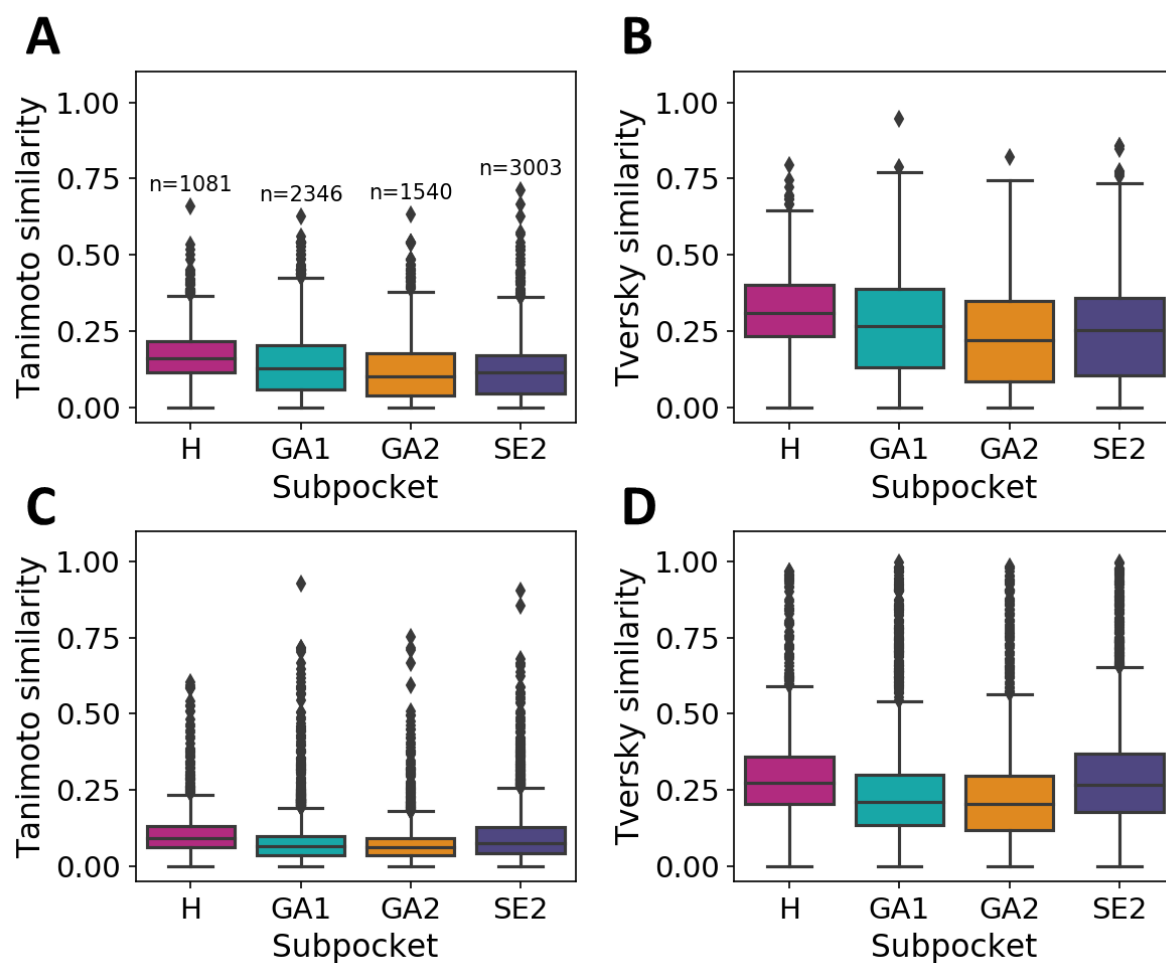 A
Tanimoto similarity
1.00
0.75
0.50
0.25
0.00
n=1081
n=2346
n=1540
n=3003
H GA1 GA2 SE2
Subpocket
B
Tversky similarity
1.00
0.75
0.50
0.25
0.00
H GA1 GA2 SE2
Subpocket
C
Tanimoto similarity
1.00
0.75
0.50
0.25
0.00
H GA1 GA2 SE2
Subpocket
D
Tversky similarity
1.00
0.75
0.50
0.25
0.00
H GA1 GA2 SE2
Subpocket